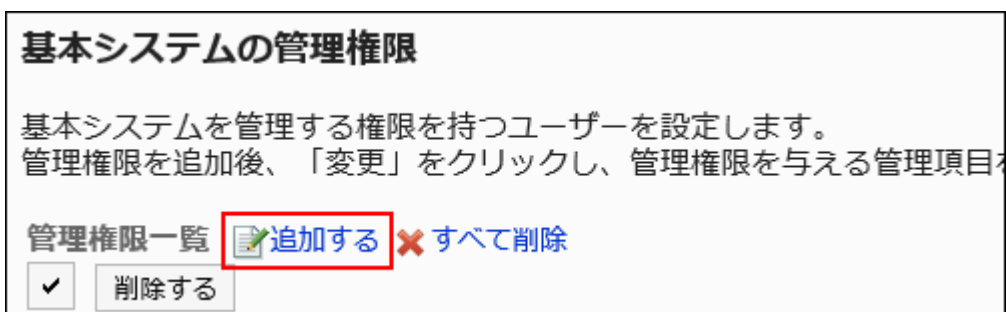 基本システムの管理権限
基本システムを管理する権限を持つユーザーを設定します。
管理権限を追加後、「変更」をクリックし、管理権限を与える管理項目
管理権限一覧 追加する すべて削除
削除する